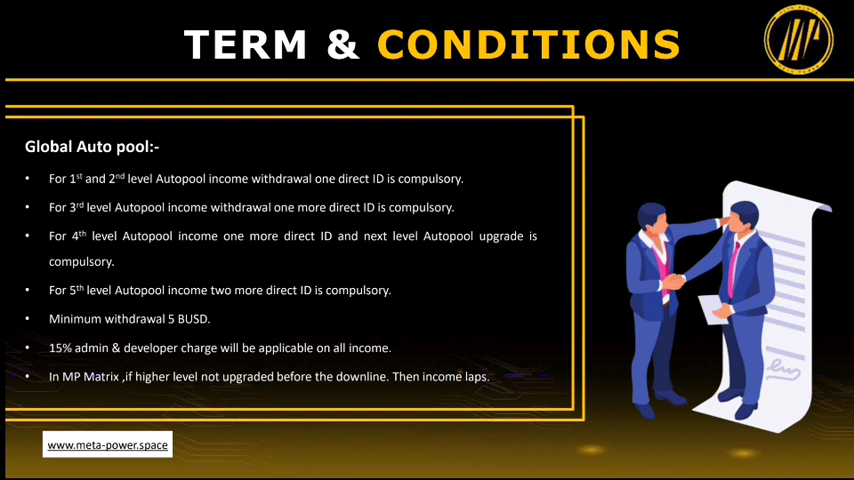 TERM & CONDITIONS
Global Auto pool:-
• For 1st and 2nd level Autopool income withdrawal one direct ID is compulsory.
• For 3rd level Autopool income withdrawal one more direct ID is compulsory.
• For 4th level Autopool income one more direct ID and next level Autopool upgrade is
compulsory.
• For 5th level Autopool income two more direct ID is compulsory.
• Minimum withdrawal 5 BUSD.
• 15% admin & developer charge will be applicable on all income.
• In MP Matrix ,if higher level not upgraded before the downline. Then income laps.
www.meta-power.space